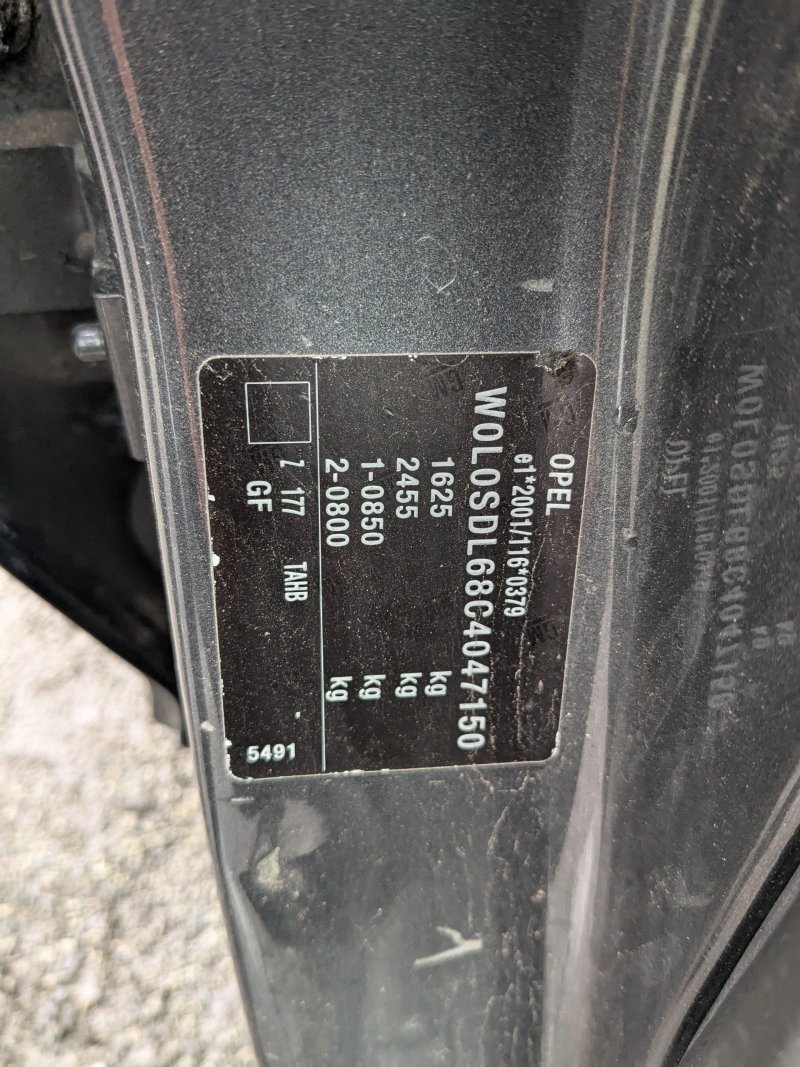 OPEL
e1*2001/116*0379
W0L0SDL68C4047150
1625 kg
2455 kg
1-0850 kg
2-0800 kg
Z 177 TAHB
GF
5491